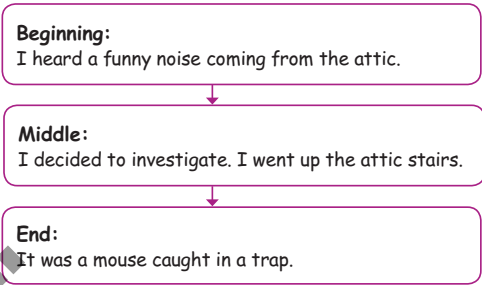 Beginning:
I heard a funny noise coming from the attic.
Middle:
I decided to investigate. I went up the attic stairs.
End:
It was a mouse caught in a trap.